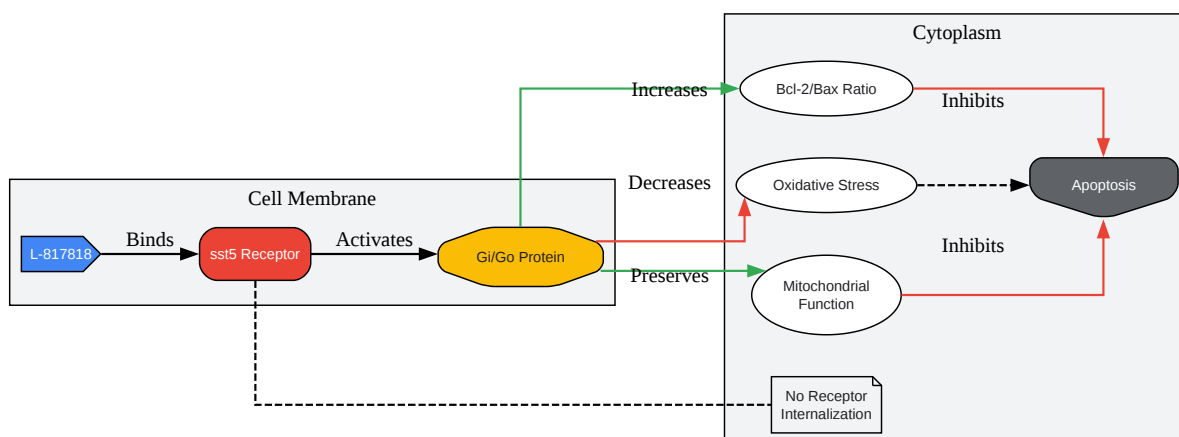 Cytoplasm
Increases
Bcl-2/Bax Ratio
Inhibits
Decreases
Oxidative Stress
Apoptosis
Cell Membrane
L-817818
Binds
sst5 Receptor
Activates
Gi/Go Protein
Inhibits
Preserves
Mitochondrial
Function
No Receptor
Internalization